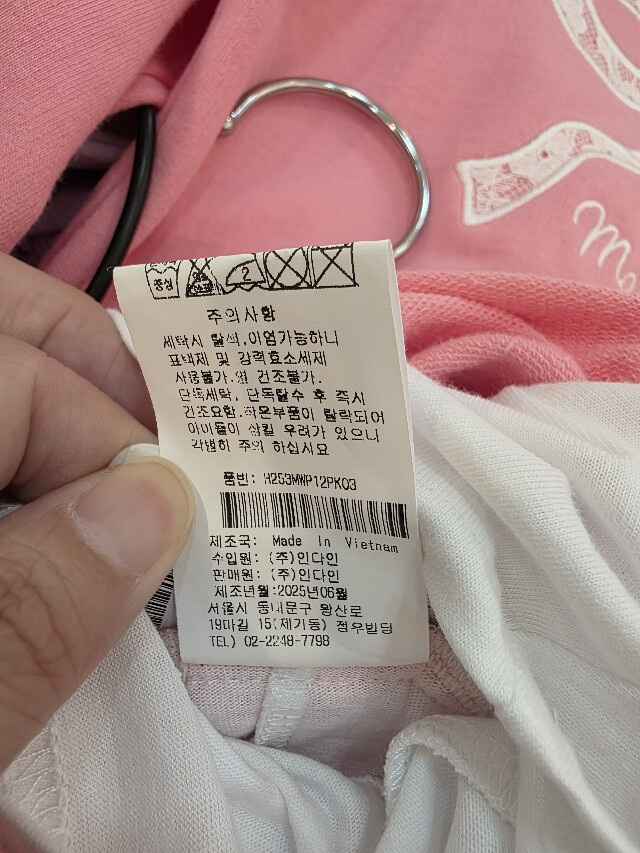 중성
2
주의사항
세탁시 탈색.이염가능하니
표백제 및 강력효소세제
사용불가.열 건조불가.
단독세탁, 단독탈수 후 즉시
건조요함.작은부품이 탈락되어
아이들이 삼킬 우려가 있으니
각별히 주의 하십시요
품번: H253MWP12PK03
제조국: Made In Vietnam
수입원: (주)인다인
판매원: (주)인다인
제조년월:2025년06월
서울시 동대문구 왕산로
19마길 15(제기동) 정우빌딩
TEL) 02-2248-7798